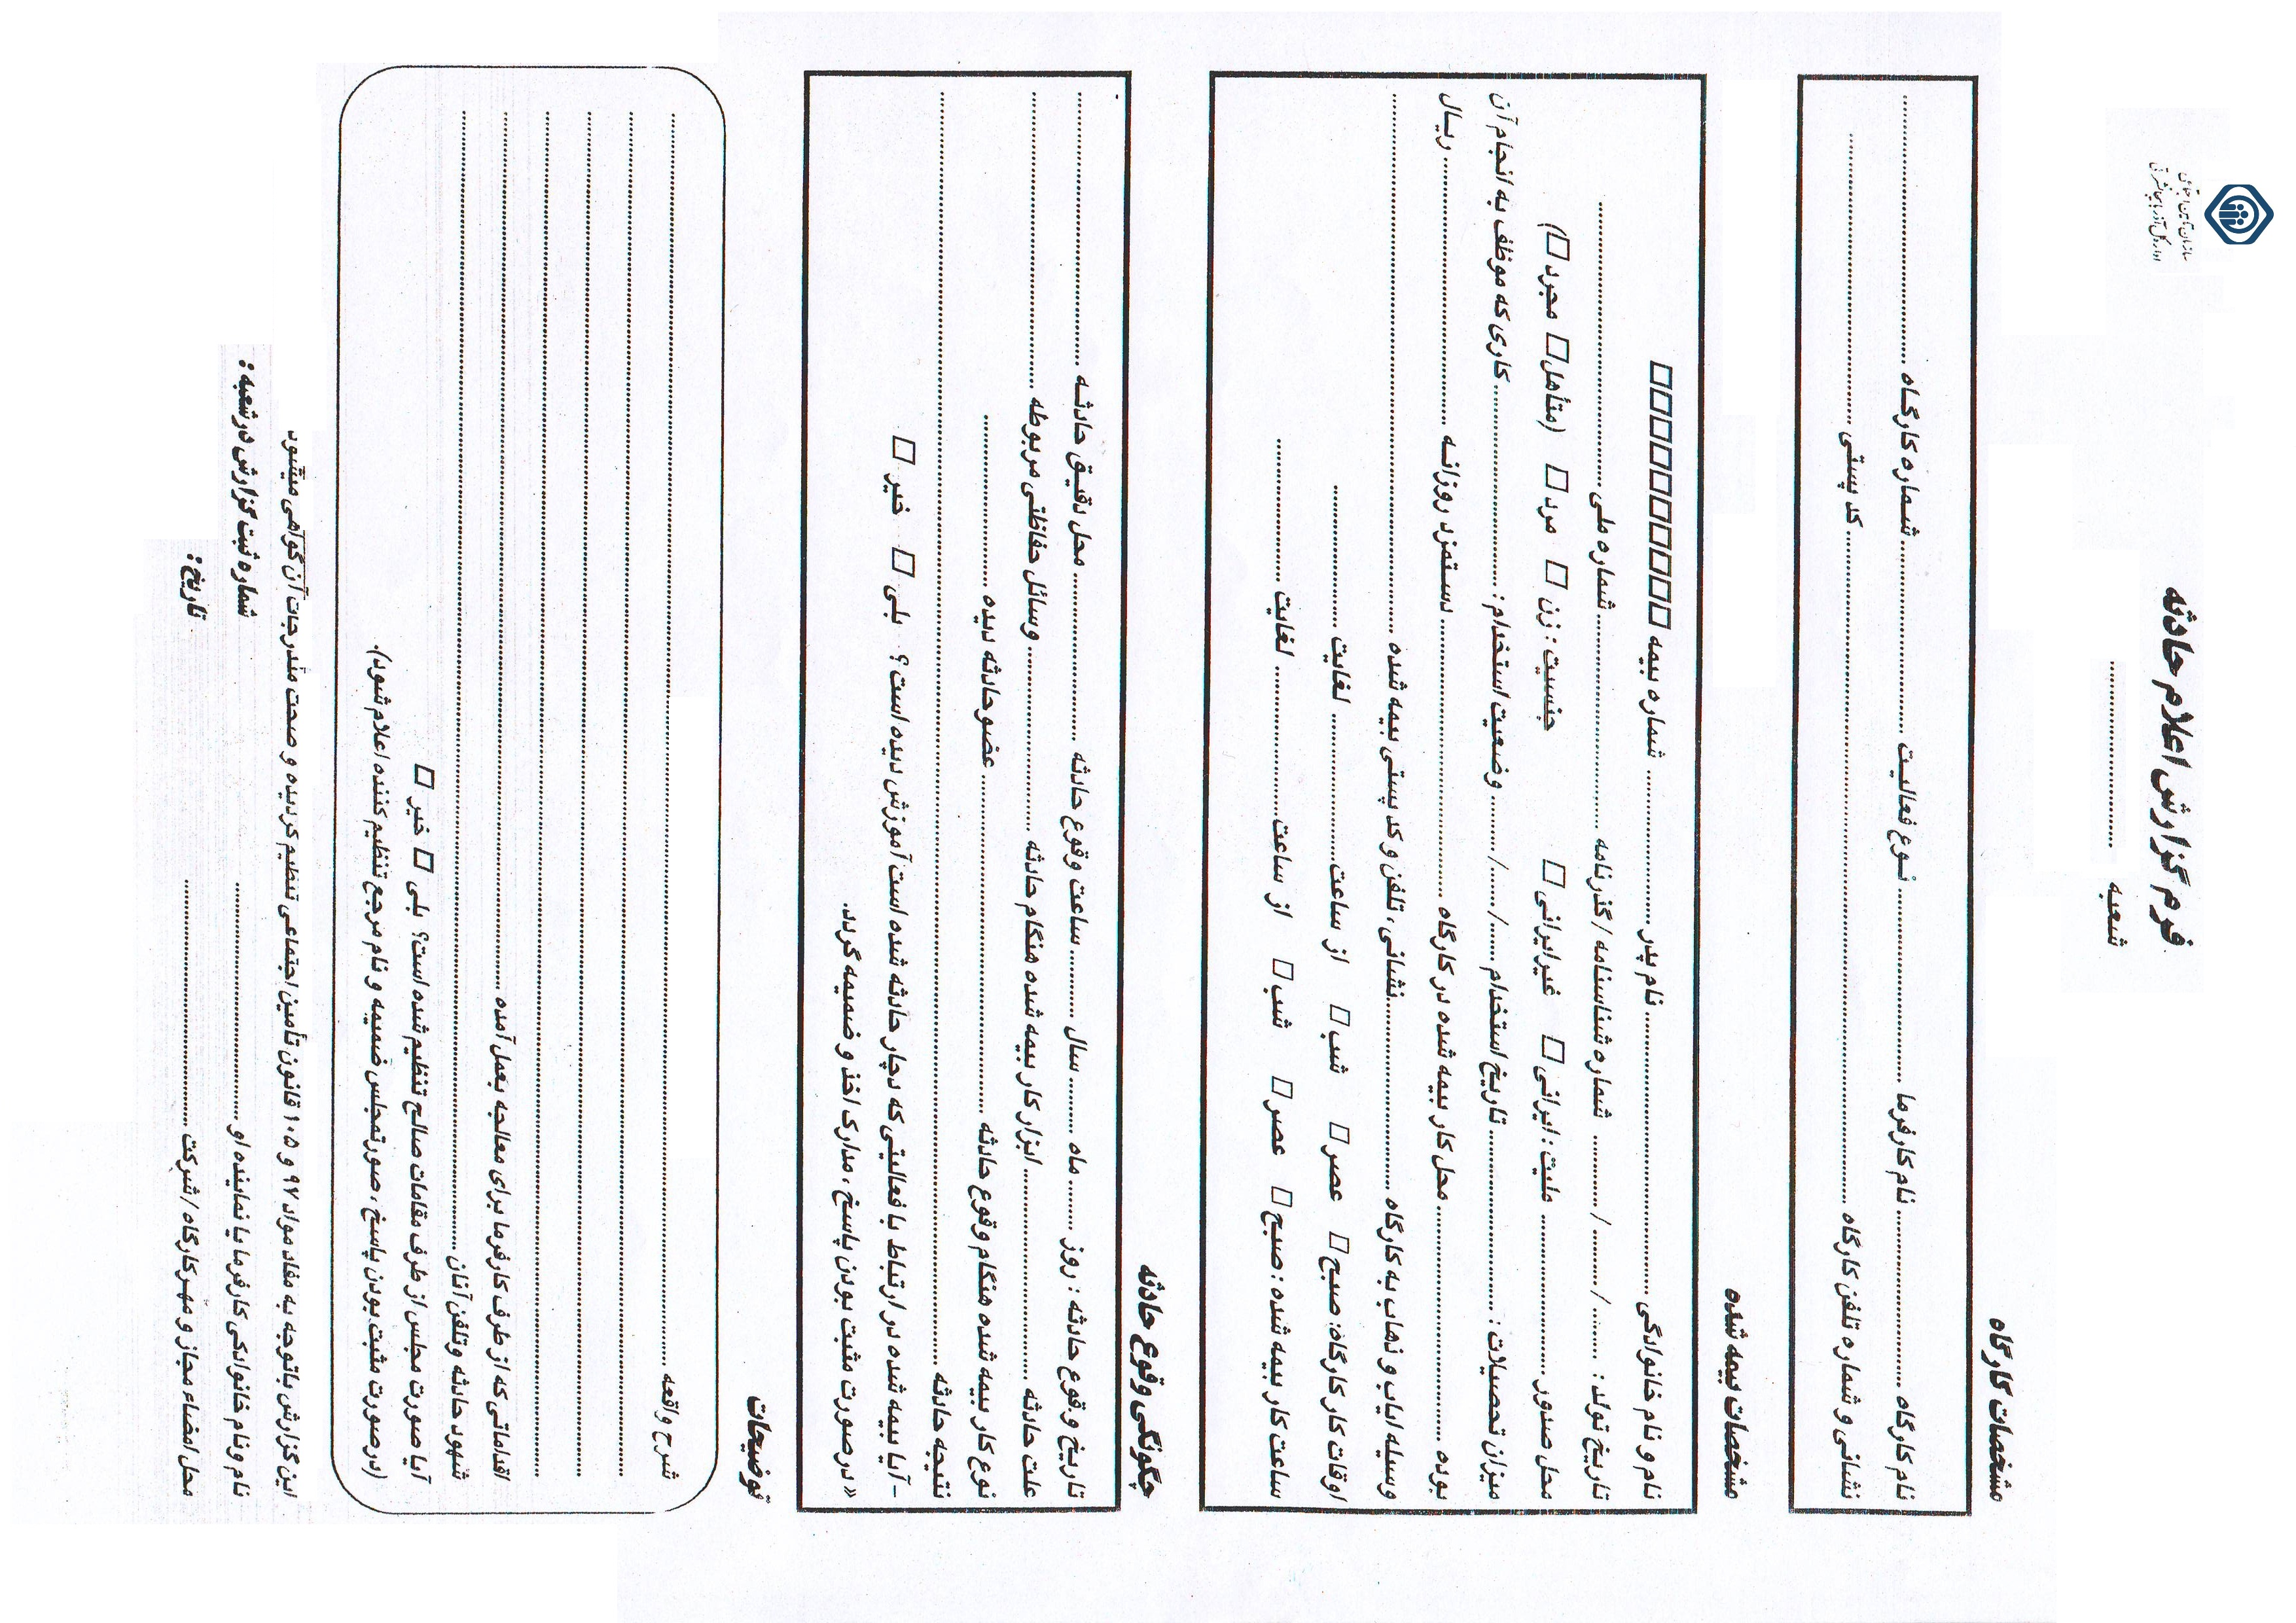 سازمان تأمین اجتماعی
اداره کل آذربایجانشرقی
فرم گزارش اعلام حادثه
شعبه ..............................
مشخصات کارگاه
نام کارگاه .............................. نام کارفرما .............................. نوع فعالیت .............................. شماره کارگاه ..............................
نشانی و شماره تلفن کارگاه .............................. کد پستی ..............................
مشخصات بیمه شده
نام و نام خانوادگی .............................. نام پدر .............................. شماره بیمه □□□□□□□□□□
تاریخ تولد : ......... / ......... / ......... شماره شناسنامه / گذرنامه .............................. شماره ملی ..............................
محل صدور .............................. ملیت : ایرانی □ غیرایرانی □ جنسیت : زن □ مرد □ (متأهل □ مجرد □)
میزان تحصیلات : .............................. تاریخ استخدام ....../....../...... وضعیت استخدام : .............................. کاری که موظف به انجام آن
بوده .............................. محل کار بیمه شده در کارگاه .............................. دستمزد روزانه .............................. ریال
وسیله ایاب و ذهاب به کارگاه .............................. نشانی ، تلفن و کد پستی بیمه شده ..............................
اوقات کار کارگاه: صبح □ عصر □ شب □ از ساعت .................... لغایت ....................
ساعت کار بیمه شده : صبح □ عصر □ شب □ از ساعت .................... لغایت ....................
چگونگی وقوع حادثه
تاریخ وقوع حادثه : روز ........ ماه ........ سال ........ ساعت وقوع حادثه .............................. محل دقیق حادثه ..............................
علت حادثه .............................. ابزار کار بیمه شده هنگام حادثه .............................. وسائل حفاظتی مربوطه ..............................
نوع کار بیمه شده هنگام وقوع حادثه .............................. عضو حادثه دیده ..............................
نتیجه حادثه ..............................
- آیا بیمه شده در ارتباط با فعالیتی که دچار حادثه شده است آموزش دیده است ؟ بلی □ خیر □
«در صورت مثبت بودن پاسخ ، مدارک اخذ و ضمیمه گردد.
توضیحات
شرح واقعه ..............................
اقداماتی که از طرف کارفرما برای معالجه بعمل آمده ..............................
شهود حادثه و تلفن آنان ..............................
آیا صورت مجلس از طرف مقامات صالح تنظیم شده است؟ بلی □ خیر □
(در صورت مثبت بودن پاسخ ، صورتمجلس ضمیمه و نام مرجع تنظیم کننده اعلام شود).
این گزارش باتوجه به مفاد مواد ۹۷ و ۱۰۵ قانون تأمین اجتماعی تنظیم گردیده و صحت مندرجات آن گواهی میشود
نام و نام خانوادگی کارفرما یا نماینده او .............................. شماره ثبت گزارش در شعبه :
محل امضاء مجاز و مهر کارگاه / شرکت .............................. تاریخ :